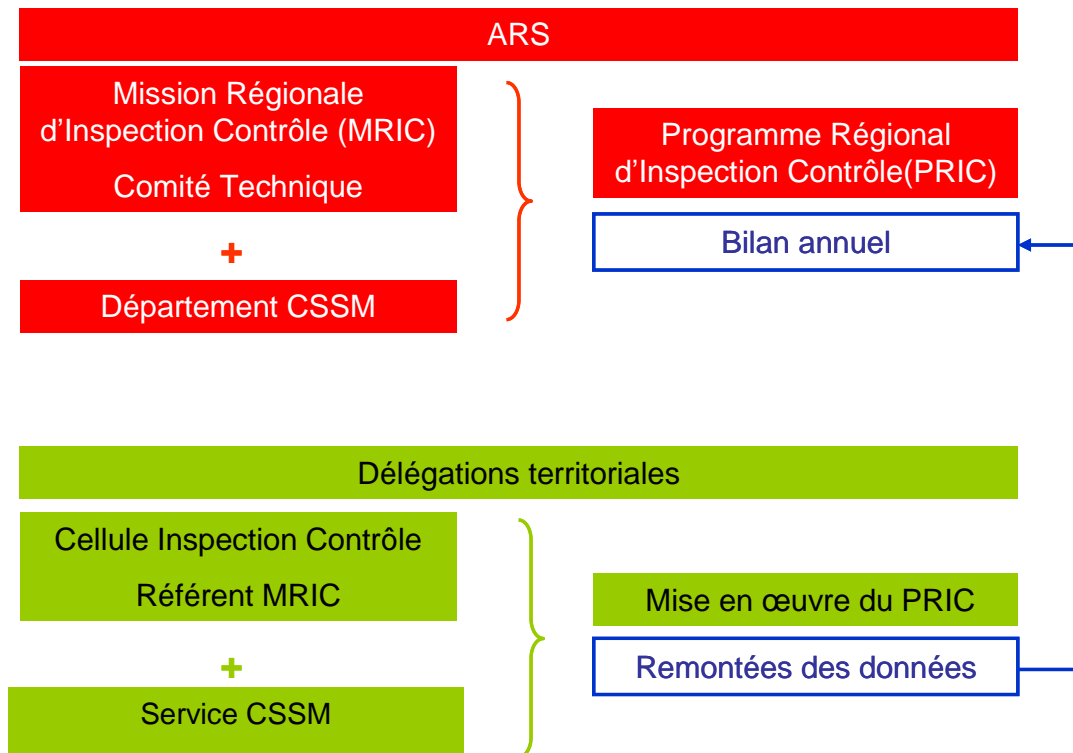 ARS
Mission Régionale
d'Inspection Contrôle (MRIC)
Comité Technique
+
Département CSSM
Programme Régional
d'Inspection Contrôle(PRIC)
Bilan annuel
Délégations territoriales
Cellule Inspection Contrôle
Référent MRIC
+
Service CSSM
Mise en œuvre du PRIC
Remontées des données